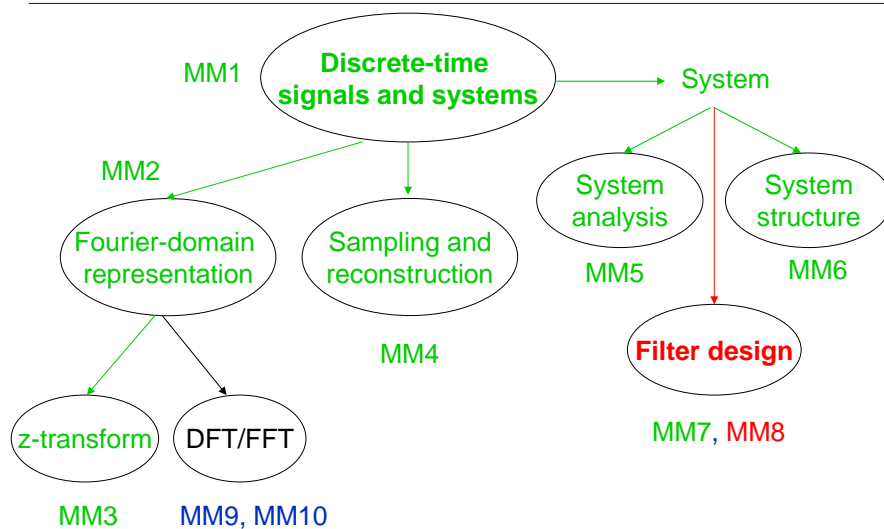 MM1
Discrete-time
signals and systems
System
MM2
System
analysis
System
structure
Fourier-domain
representation
Sampling and
reconstruction
MM5
MM6
MM4
Filter design
z-transform
DFT/FFT
MM7, MM8
MM3
MM9, MM10